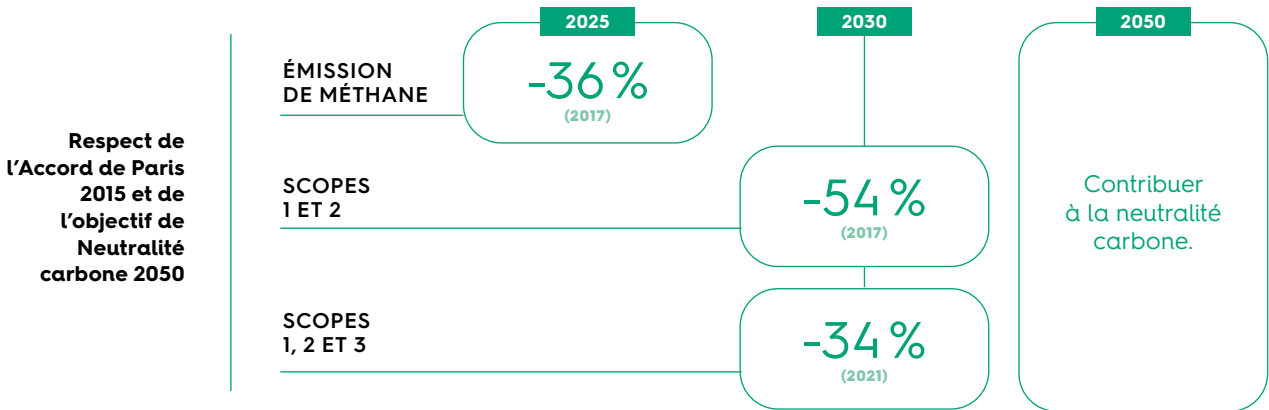 Respect de
l'Accord de Paris
2015 et de
l'objectif de
Neutralité
carbone 2050
2025
2030
2050
ÉMISSION
DE MÉTHANE
-36 %
(2017)
SCOPES
1 ET 2
-54 %
(2017)
SCOPES
1, 2 ET 3
-34 %
(2021)
Contribuer
à la neutralité
carbone.